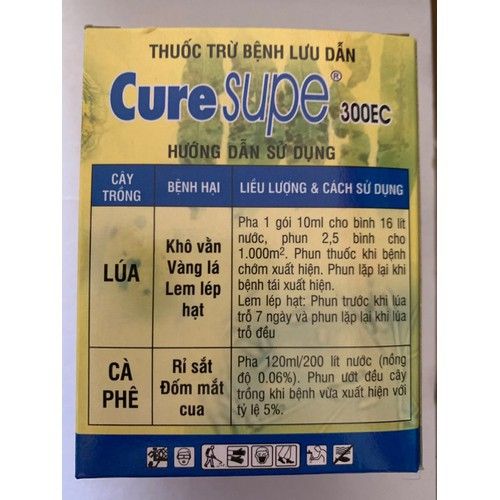 THUỐC TRỪ BỆNH LƯU DẪN
Curesupe® 300EC
HƯỚNG DẪN SỬ DỤNG
CÂY TRỒNG
BỆNH HẠI
LIỀU LƯỢNG & CÁCH SỬ DỤNG
LÚA
Khô vằn
Vàng lá
Lem lép
hạt
Pha 1 gói 10ml cho bình 16 lít
nước, phun 2,5 bình cho
1.000m². Phun thuốc khi bệnh
chớm xuất hiện. Phun lặp lại khi
bệnh tái xuất hiện.
Lem lép hạt: Phun trước khi lúa
trỗ 7 ngày và phun lặp lại khi lúa
trỗ đều
CÀ
PHÊ
Rỉ sắt
Đốm mắt
cua
Pha 120ml/200 lít nước (nồng
độ 0.06%). Phun ướt đều cây
trồng khi bệnh vừa xuất hiện với
tỷ lệ 5%.